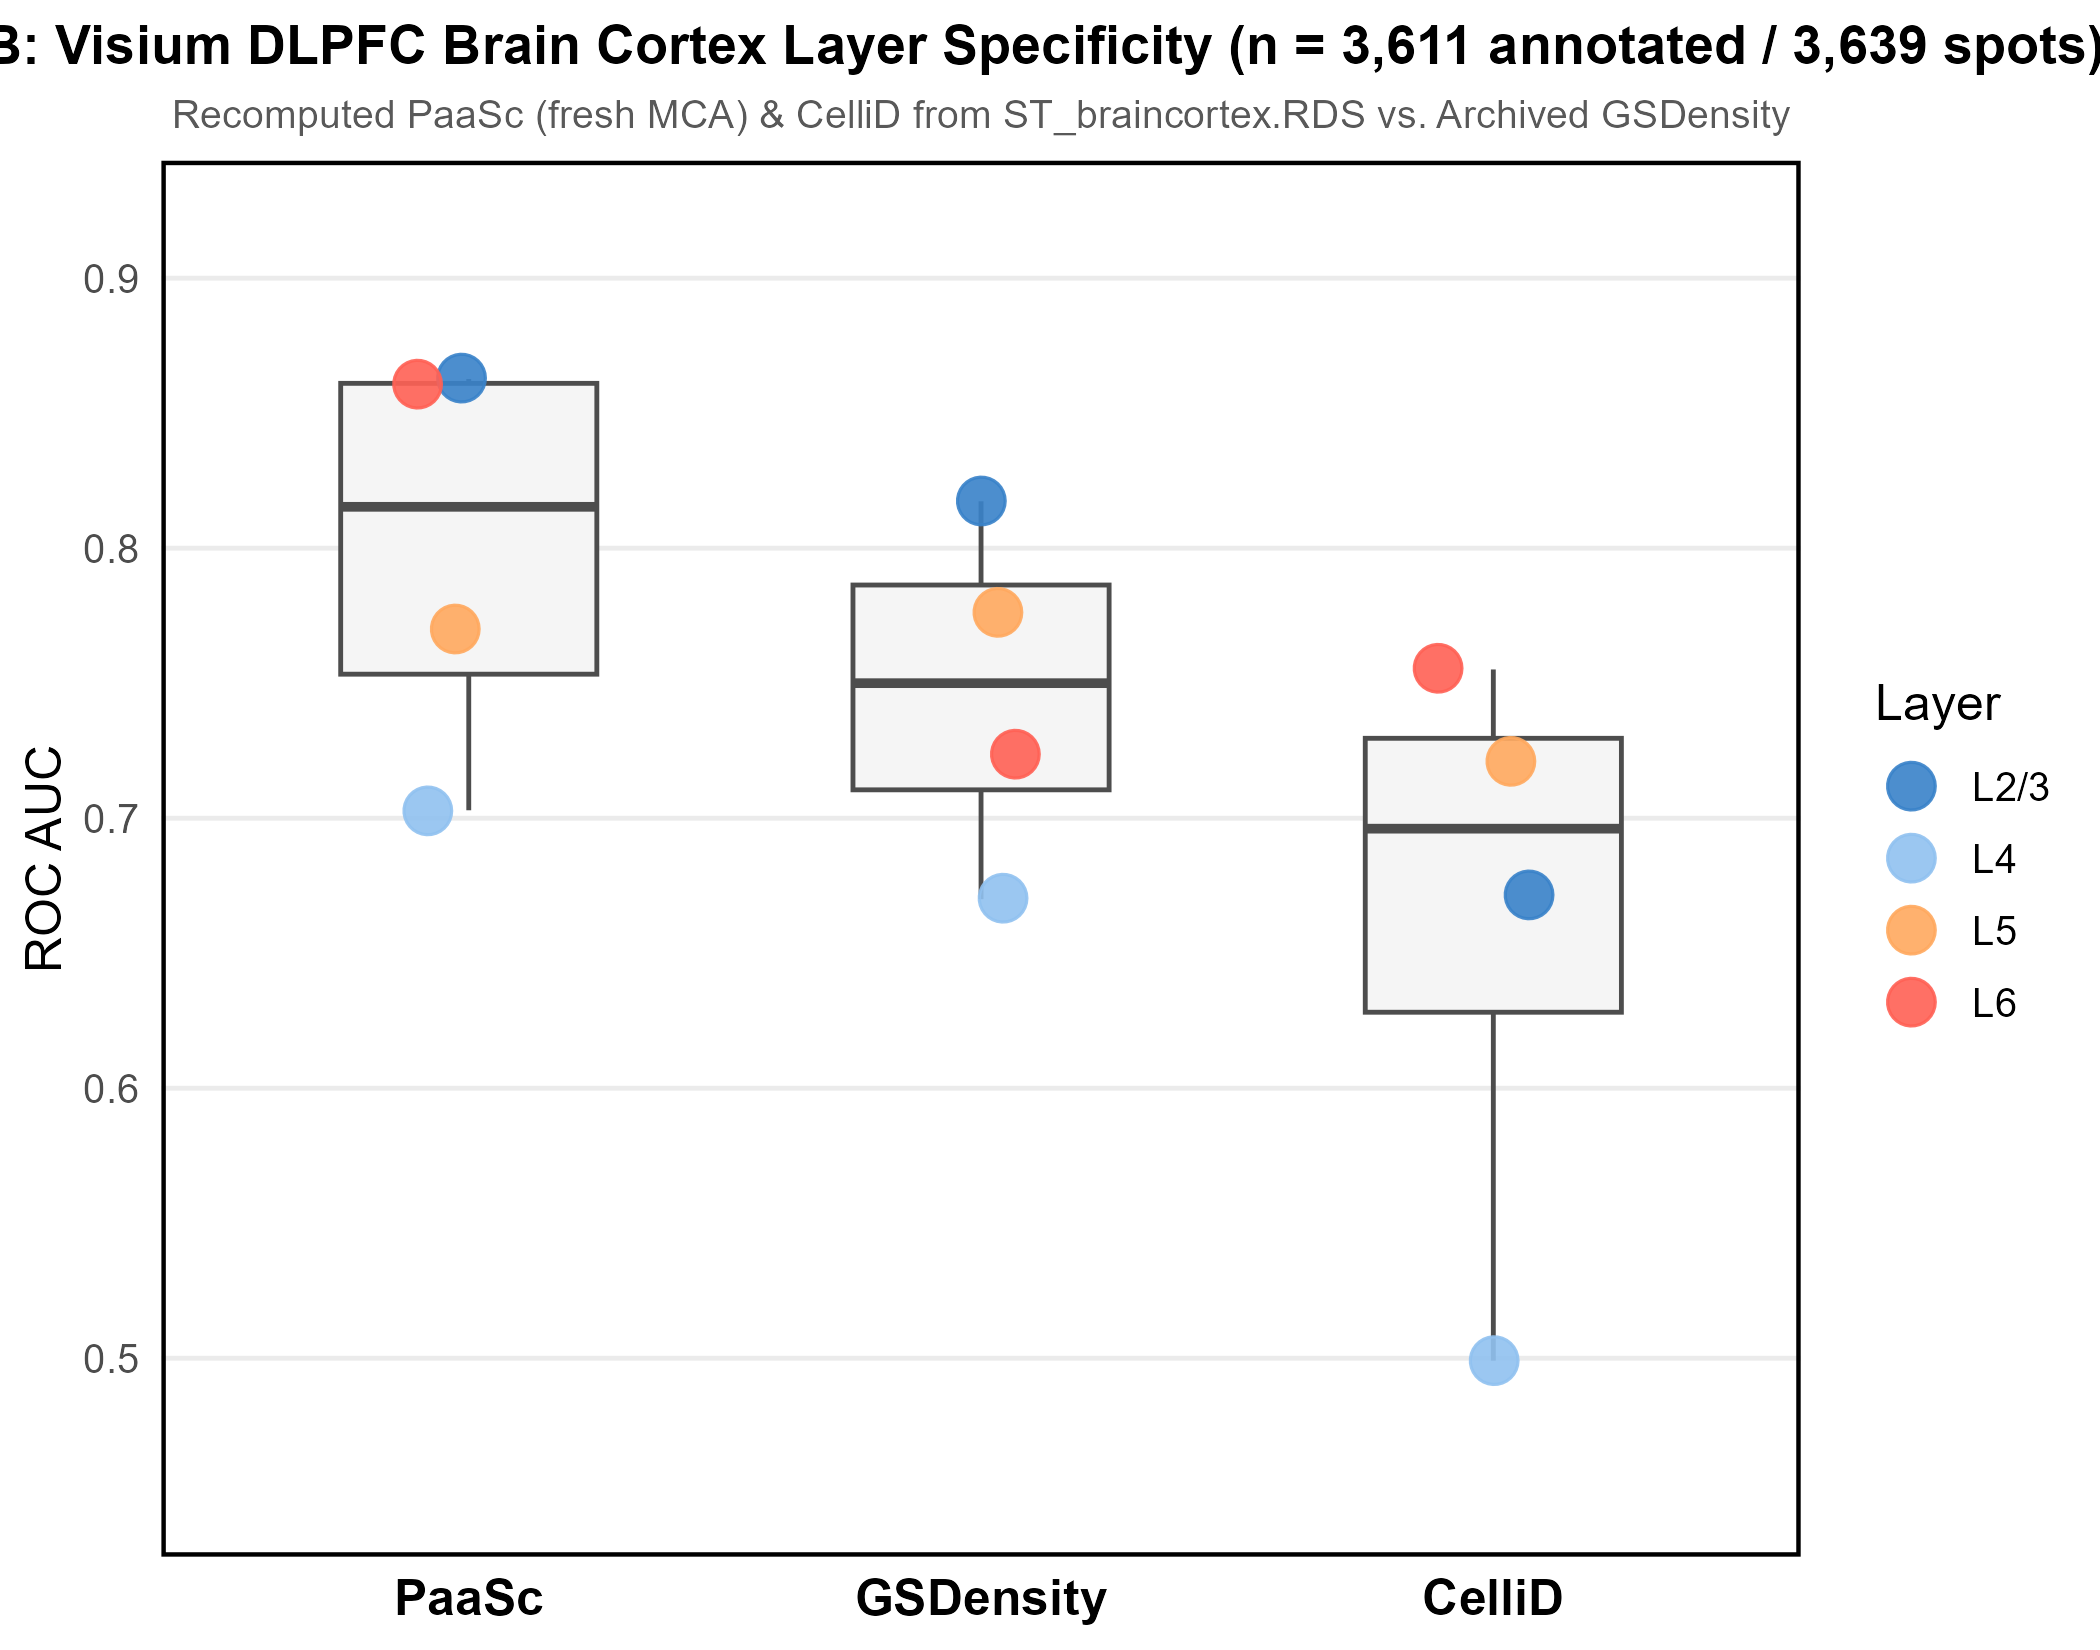 B: Visium DLPFC Brain Cortex Layer Specificity (n = 3,611 annotated / 3,639 spots)
Recomputed PaaSc (fresh MCA) & CelliD from ST_braincortex.RDS vs. Archived GSDensity
0.9
0.8
0.7
0.6
0.5
ROC AUC
PaaSc
GSDensity
CelliD
Layer
L2/3
L4
L5
L6